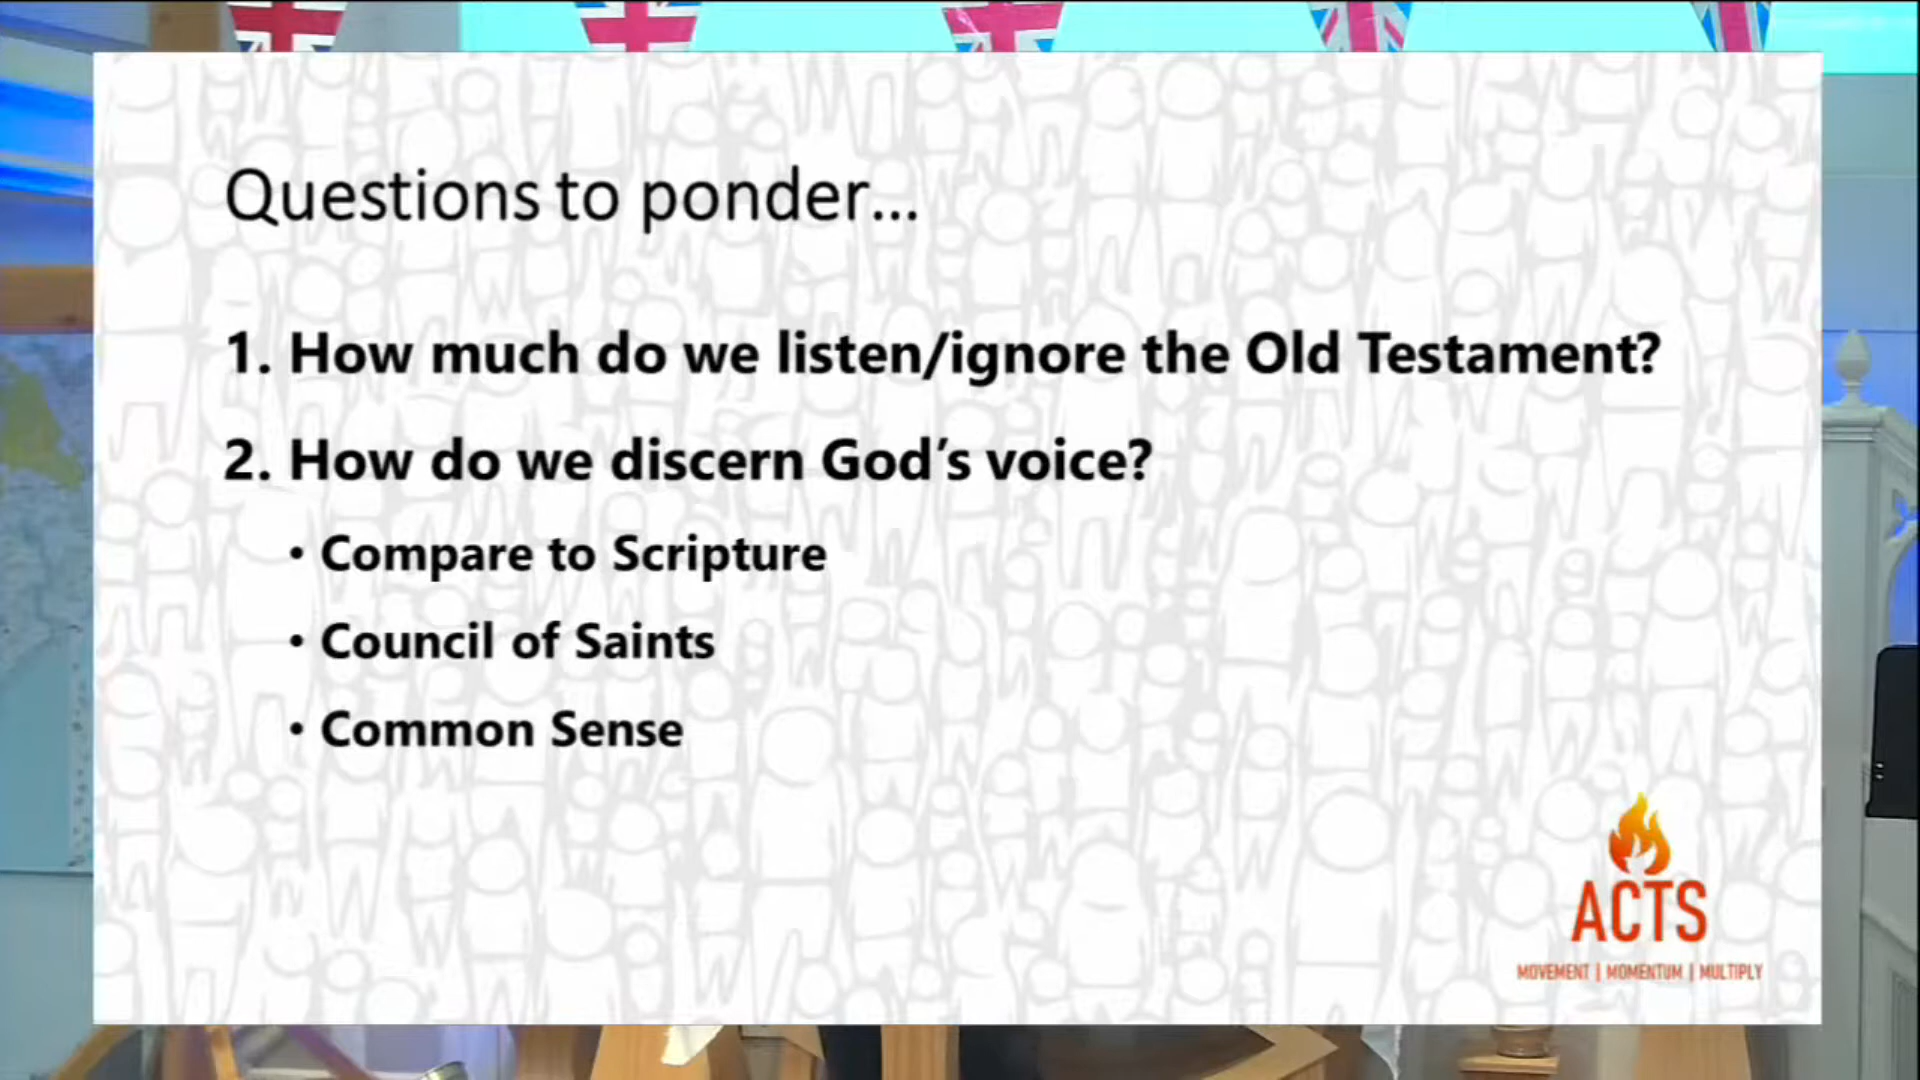 Questions to ponder...
1. How much do we listen/ignore the Old Testament?
2. How do we discern God's voice?
• Compare to Scripture
• Council of Saints
• Common Sense
ACTS
MOVEMENT | MOMENTUM | MULTIPLY